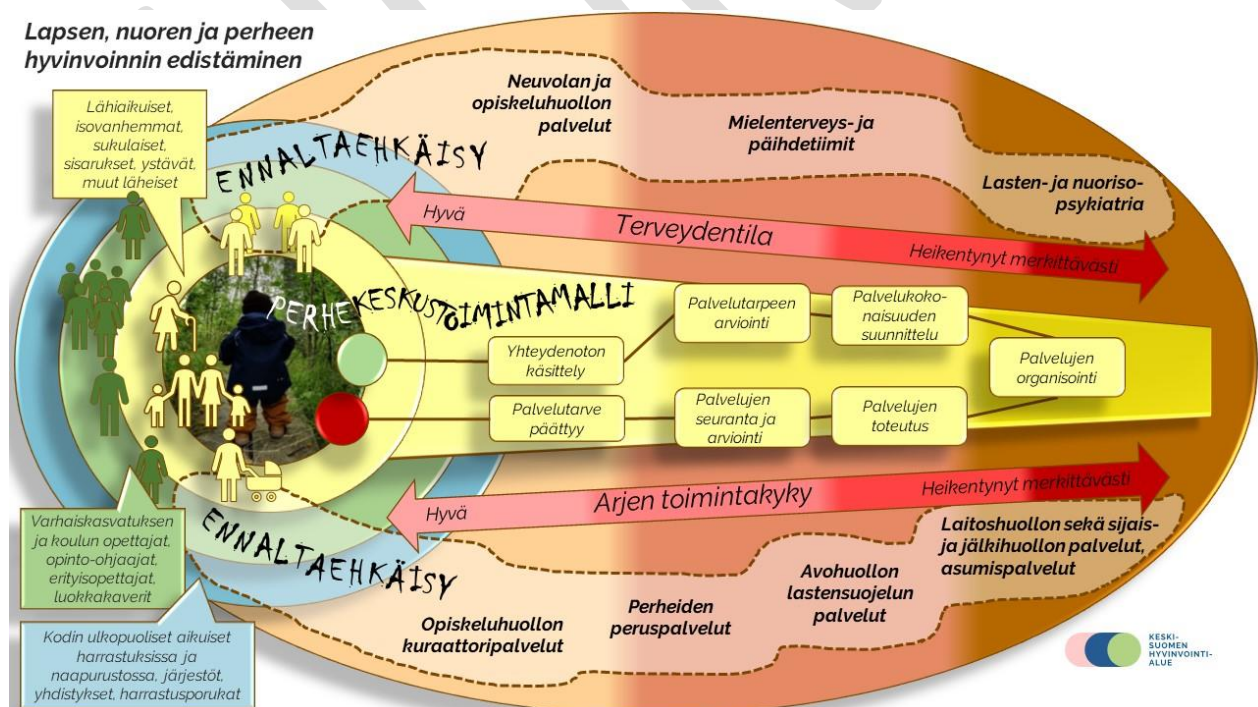 Lapsen, nuoren ja perheen
hyvinvoinnin edistäminen
Lähiaikuiset,
isovanhemmat,
sukulaiset,
sisarukset, ystävät,
muut läheiset
ENNALTAEHKÄISY
Neuvolan ja
opiskeluhuollon
palvelut
Mielenterveys- ja
päihdetiimit
Lasten- ja nuoriso-
psykiatria
Hyvä
Terveydentila
Heikentynyt merkittävästi
PERHEKESKUSTOIMINTAMALLI
Yhteydenoton
käsittely
Palvelutarpeen
arviointi
Palvelukoko-
naisuuden
suunnittelu
Palvelujen
organisointi
Palvelutarve
päättyy
Palvelujen
seuranta ja
arviointi
Palvelujen
toteutus
Hyvä
Arjen toimintakyky
Heikentynyt merkittävästi
ENNALTAEHKÄISY
Opiskeluhuollon
kuraattoripalvelut
Perheiden
peruspalvelut
Avohuollon
lastensuojelun
palvelut
Laitoshuollon sekä sijais-
ja jälkihuollon palvelut,
asumispalvelut
Varhaiskasvatuksen
ja koulun opettajat,
opinto-ohjaajat,
erityisopettajat,
luokkakaverit
Kodin ulkopuoliset aikuiset
harrastuksissa ja
naapurustossa, järjestöt,
yhdistykset, harrastusporukat
KESKI-
SUOMEN
HYVINVOINTI-
ALUE